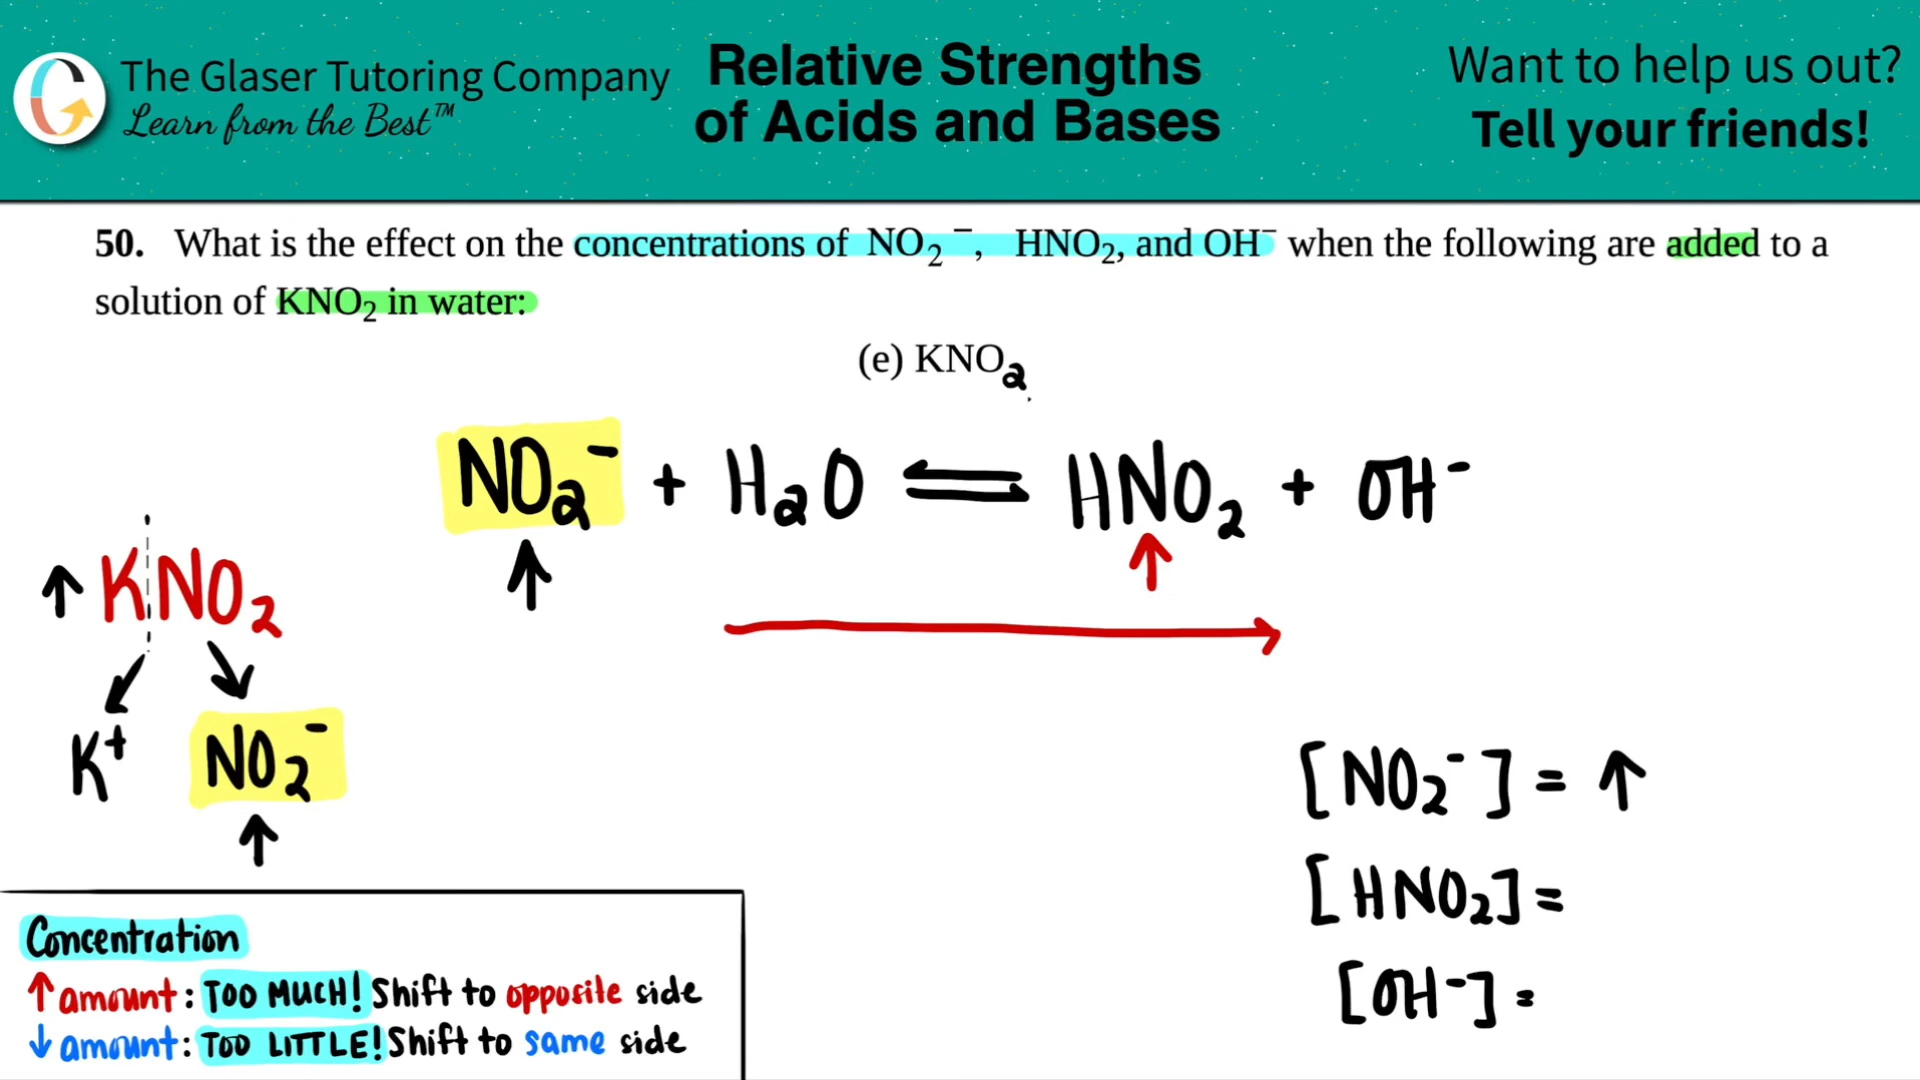 The Glaser Tutoring Company
Learn from the Best™
Relative Strengths
of Acids and Bases
Want to help us out?
Tell your friends!
50. What is the effect on the concentrations of NO₂⁻, HNO₂, and OH⁻ when the following are added to a
solution of KNO₂ in water:
(e) KNO₂
NO₂⁻ + H₂O ⇌ HNO₂ + OH⁻
↑ ↑
↑ KNO₂
→
K⁺ NO₂⁻
↑
[NO₂⁻] = ↑
[HNO₂] =
[OH⁻] =
Concentration
↑ amount: TOO MUCH! Shift to opposite side
↓ amount: TOO LITTLE! Shift to same side